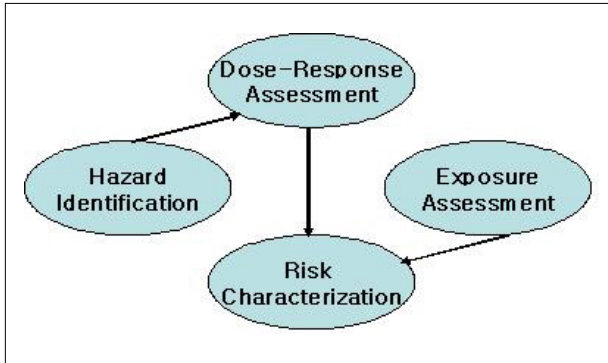 Dose-Response
Assessment
Hazard
Identification
Exposure
Assessment
Risk
Characterization